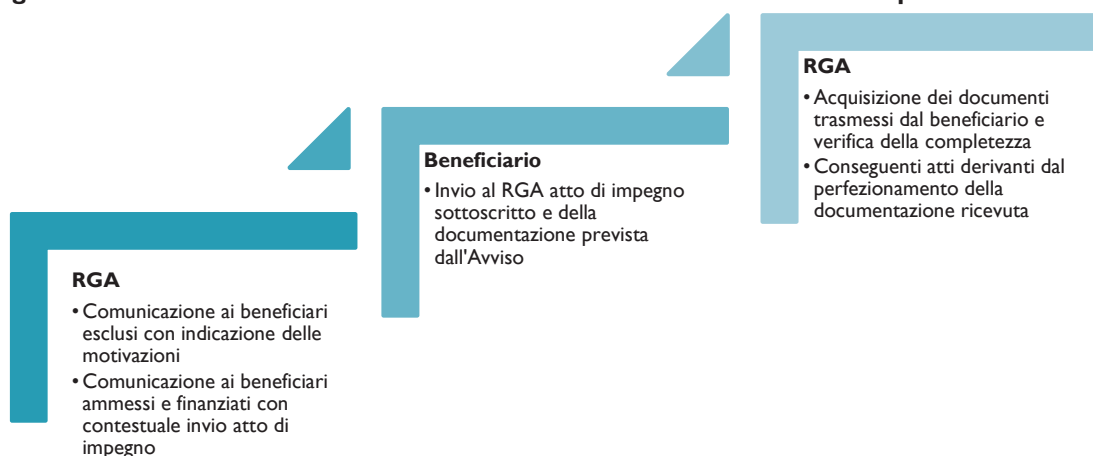 RGA
• Comunicazione ai beneficiari
esclusi con indicazione delle
motivazioni
• Comunicazione ai beneficiari
ammessi e finanziati con
contestuale invio atto di
impegno
Beneficiario
• Invio al RGA atto di impegno
sottoscritto e della
documentazione prevista
dall'Avviso
RGA
• Acquisizione dei documenti
trasmessi dal beneficiario e
verifica della completezza
• Conseguenti atti derivanti dal
perfezionamento della
documentazione ricevuta